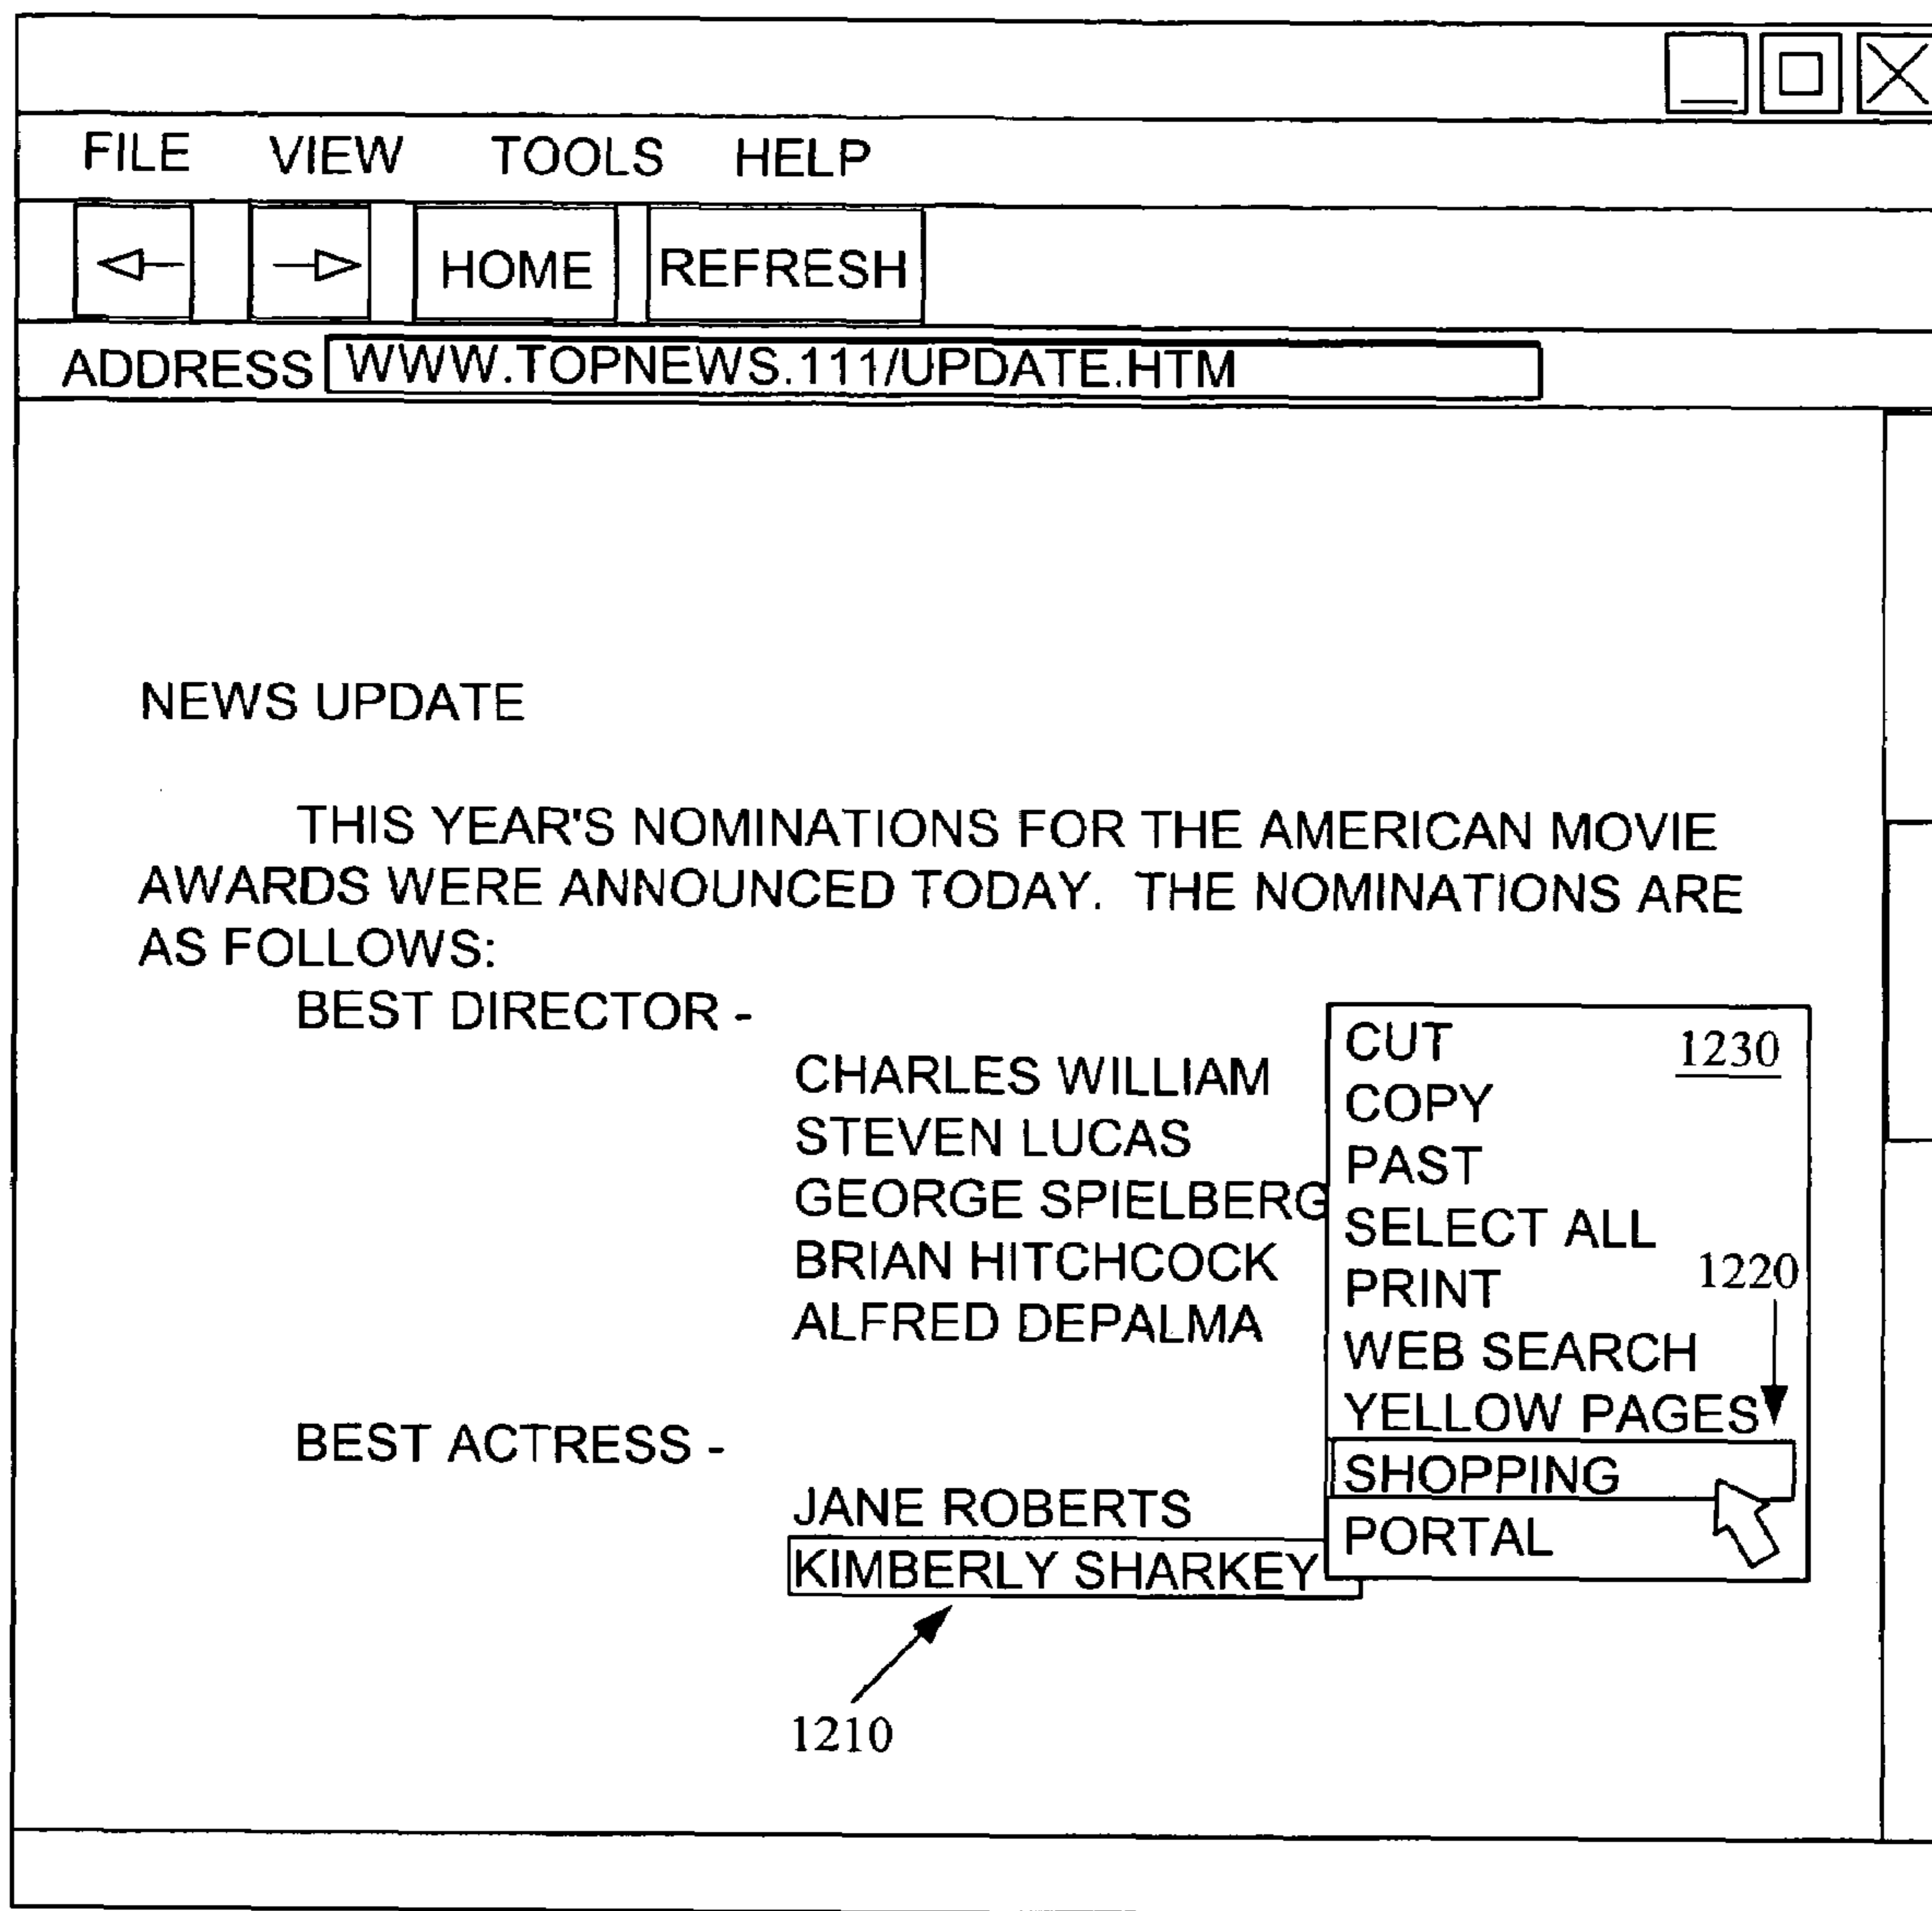 FILE VIEW TOOLS HELP
HOME REFRESH
ADDRESS WWW.TOPNEWS.111/UPDATE.HTM
NEWS UPDATE
THIS YEAR'S NOMINATIONS FOR THE AMERICAN MOVIE
AWARDS WERE ANNOUNCED TODAY. THE NOMINATIONS ARE
AS FOLLOWS:
BEST DIRECTOR -
CHARLES WILLIAM
STEVEN LUCAS
GEORGE SPIELBERG
BRIAN HITCHCOCK
ALFRED DEPALMA
BEST ACTRESS -
JANE ROBERTS
KIMBERLY SHARKEY
1210
CUT 1230
COPY
PAST
SELECT ALL
PRINT 1220
WEB SEARCH
YELLOW PAGES
SHOPPING
PORTAL